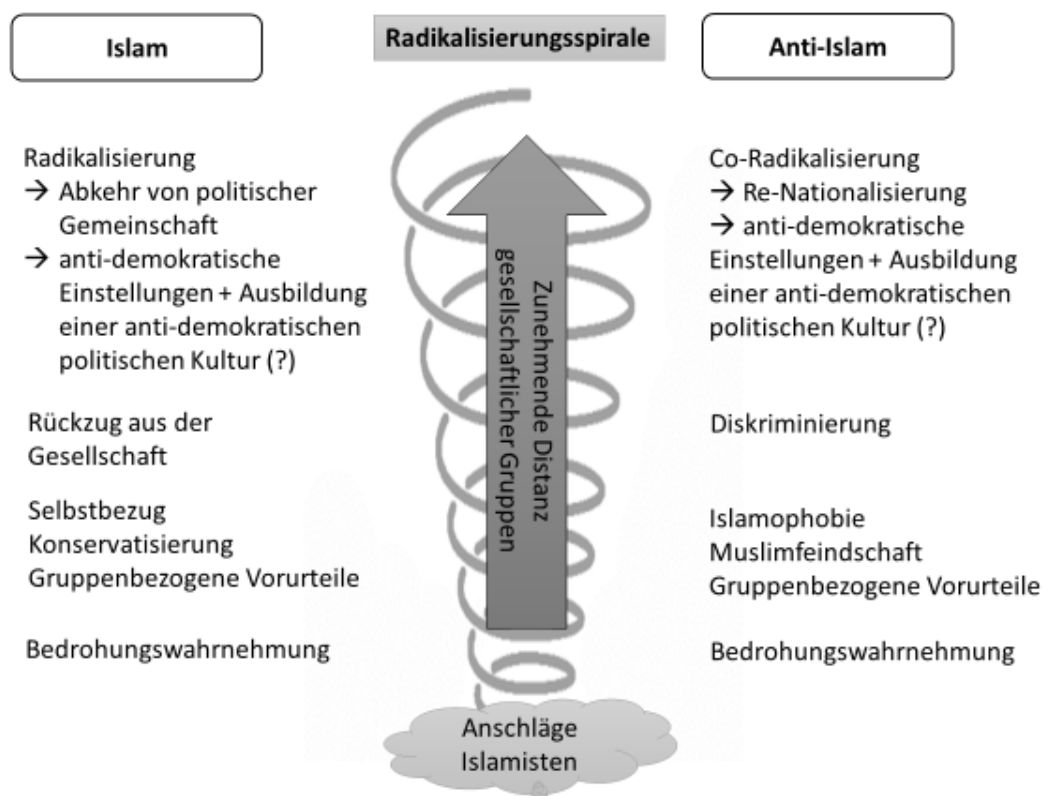 Islam
Radikalisierungsspirale
Anti-Islam
Radikalisierung
→ Abkehr von politischer
Gemeinschaft
→ anti-demokratische
Einstellungen + Ausbildung
einer anti-demokratischen
politischen Kultur (?)
Rückzug aus der
Gesellschaft
Selbstbezug
Konservatisierung
Gruppenbezogene Vorurteile
Bedrohungswahrnehmung
Zunehmende Distanz
gesellschaftlicher Gruppen
Anschläge
Islamisten
Co-Radikalisierung
→ Re-Nationalisierung
→ anti-demokratische
Einstellungen + Ausbildung
einer anti-demokratischen
politischen Kultur (?)
Diskriminierung
Islamophobie
Muslimfeindschaft
Gruppenbezogene Vorurteile
Bedrohungswahrnehmung